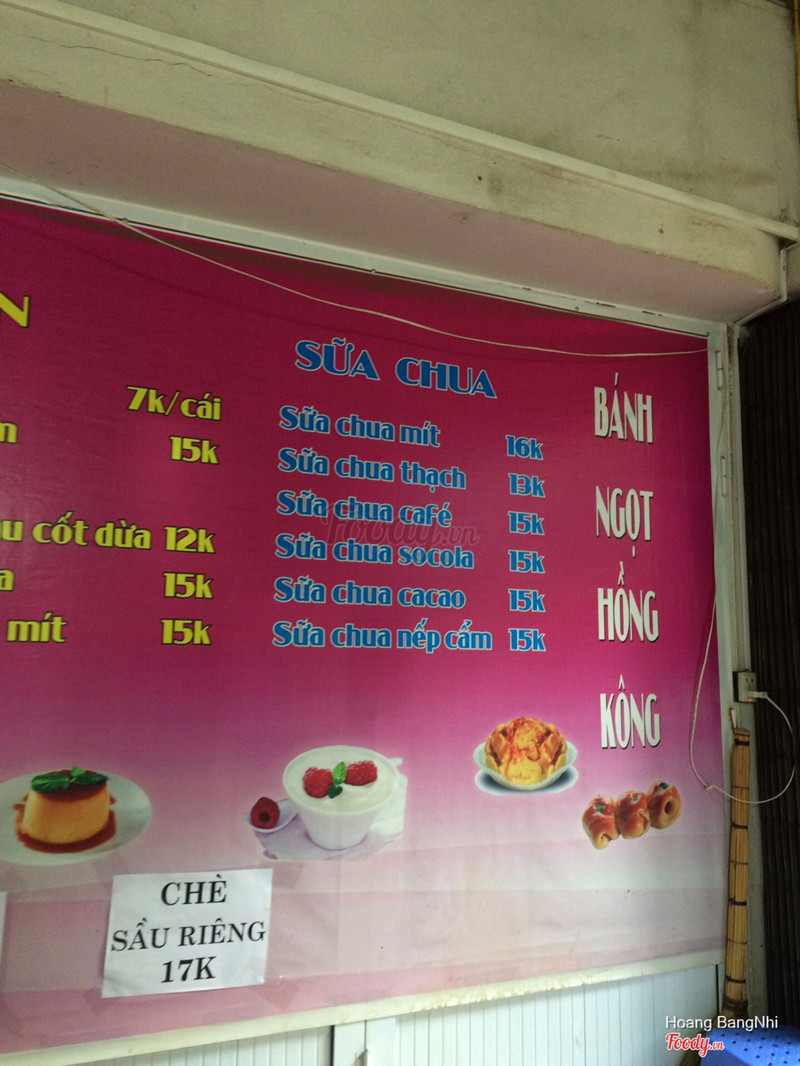 N
7k/cái
n 15k
u cốt dừa 12k
a 15k
mít 15k
SỮA CHUA
Sữa chua mít 16k
Sữa chua thạch 13k
Sữa chua café 15k
Sữa chua socola 15k
Sữa chua cacao 15k
Sữa chua nếp cẩm 15k
BÁNH
NGỌT
HỒNG
KÔNG
CHÈ
SẦU RIÊNG
17K
Foody.vn
Hoang BangNhi
Foody.vn